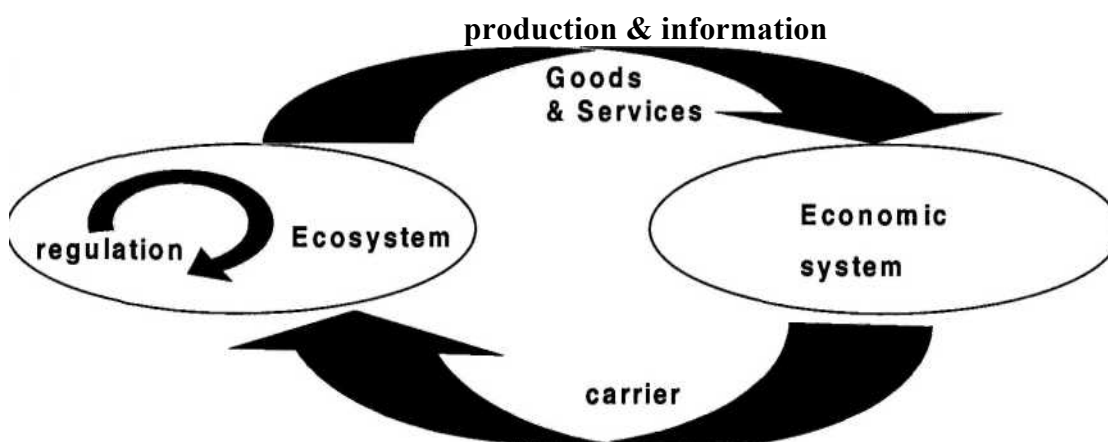 production & information
Goods
& Services
regulation
Ecosystem
Economic
system
carrier